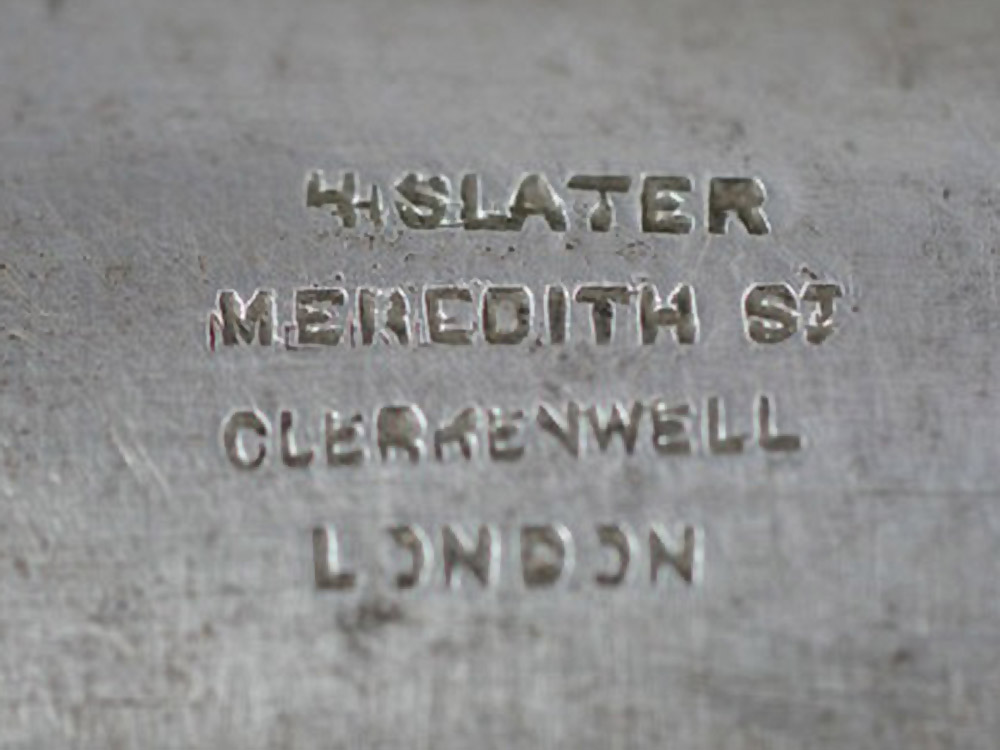 SLATER
MEREDITH ST
CLERKENWELL
LONDON